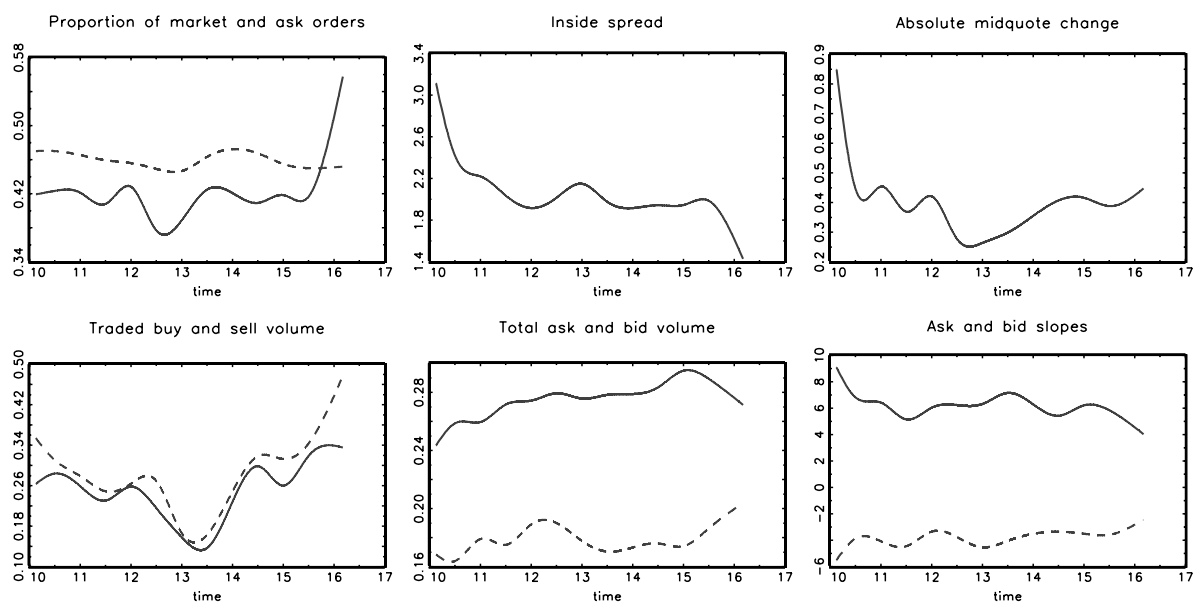 Proportion of market and ask orders
0.58
0.50
0.42
0.34
10 11 12 13 14 15 16 17
time
Inside spread
3.4
3.0
2.6
2.2
1.8
1.4
10 11 12 13 14 15 16 17
time
Absolute midquote change
0.9
0.8
0.7
0.6
0.5
0.4
0.3
0.2
10 11 12 13 14 15 16 17
time
Traded buy and sell volume
0.50
0.42
0.34
0.26
0.18
0.10
10 11 12 13 14 15 16 17
time
Total ask and bid volume
0.28
0.24
0.20
0.16
10 11 12 13 14 15 16 17
time
Ask and bid slopes
10
8
6
4
2
0
−2
−6
10 11 12 13 14 15 16 17
time